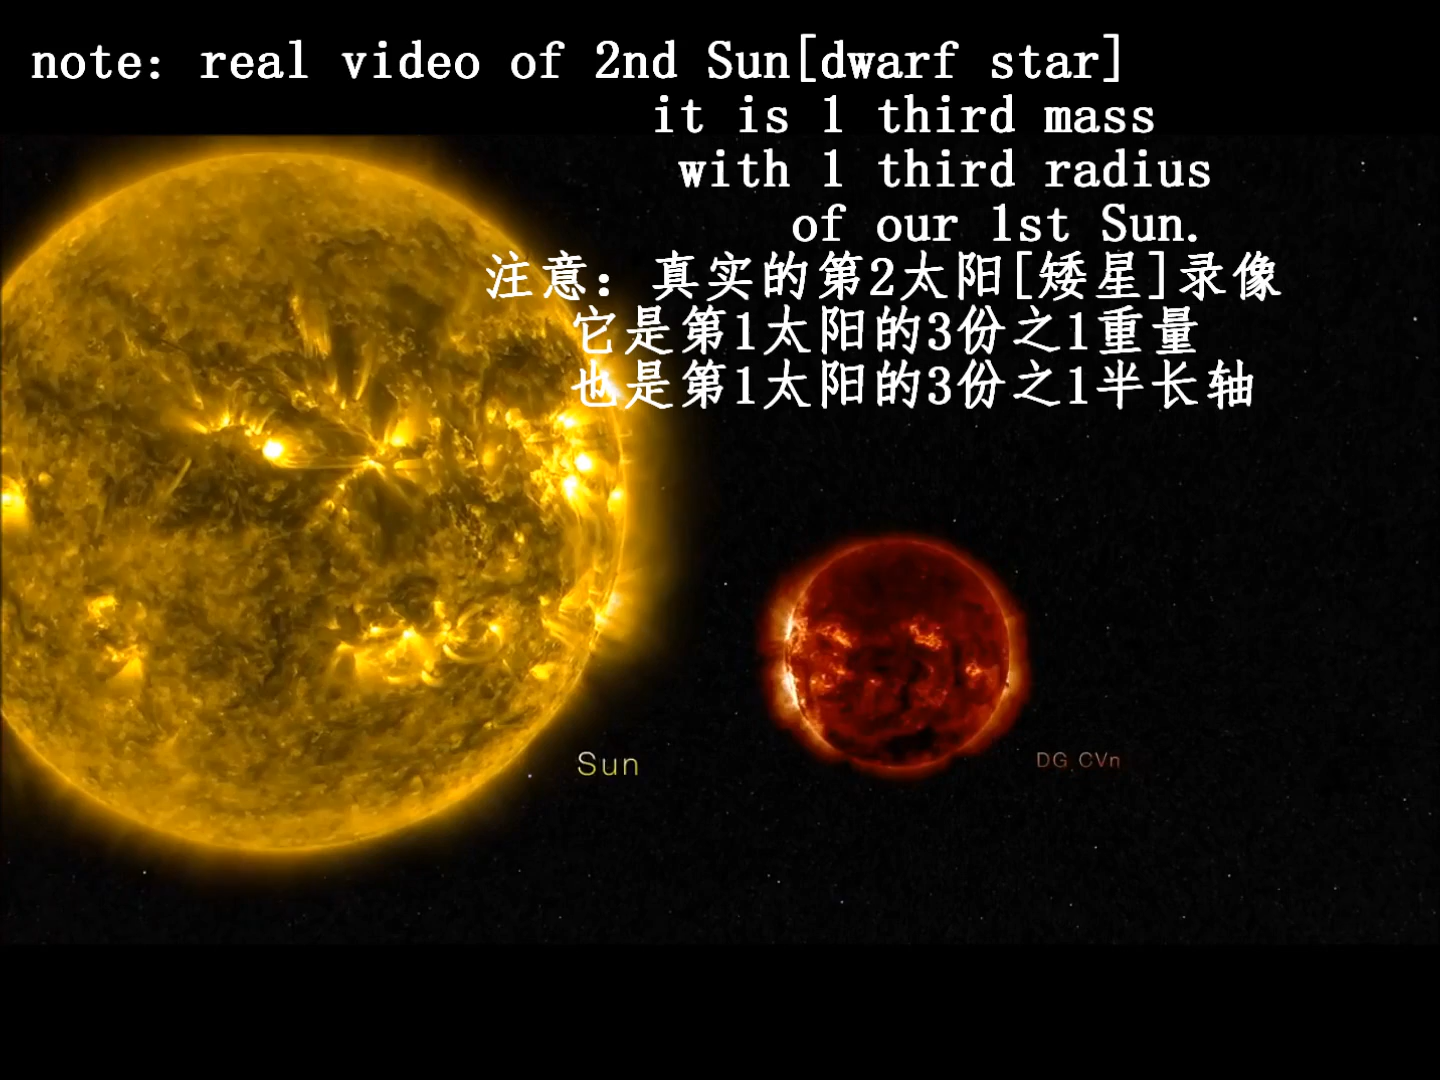 note: real video of 2nd Sun[dwarf star]
it is 1 third mass
with 1 third radius
of our 1st Sun.
注意：真实的第2太阳[矮星]录像
它是第1太阳的3份之1重量
也是第1太阳的3份之1半长轴
Sun
DG CVn